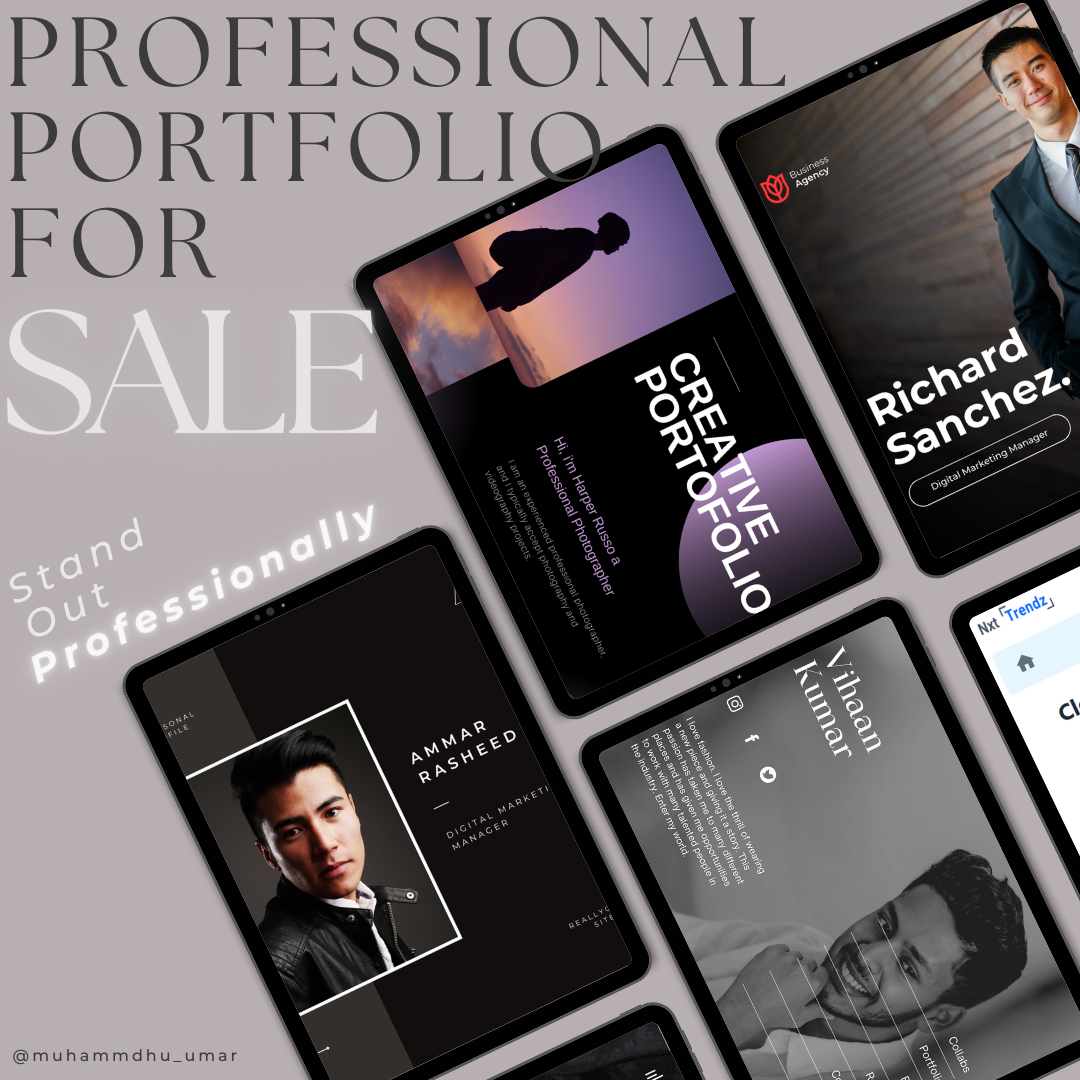 PROFESSIONAL
PORTFOLIO
FOR
SALE
Stand
Out
Professionally
Business
Agency
Richard
Sanchez.
Digital Marketing Manager
CREATIVE
PORTOFOLIO
Hi, i'm Harper Russo a
Professional Photographer
I am an experienced professional photographer.
and I typically accept photography and
videography projects.
SONAL
FILE
AMMAR
RASHEED
DIGITAL MARKETI
MANAGER
REALLYG
SITE
Vihaan
Kumar
I love fashion. I love the thrill of wearing
a new piece and giving it a story. This
passion has taken me to many different
places and has given me opportunities
to work with many talented people in
the industry. Enter my world.
Collabs
Portfoli
Nxt Trendz
Clo
@muhammdhu_umar